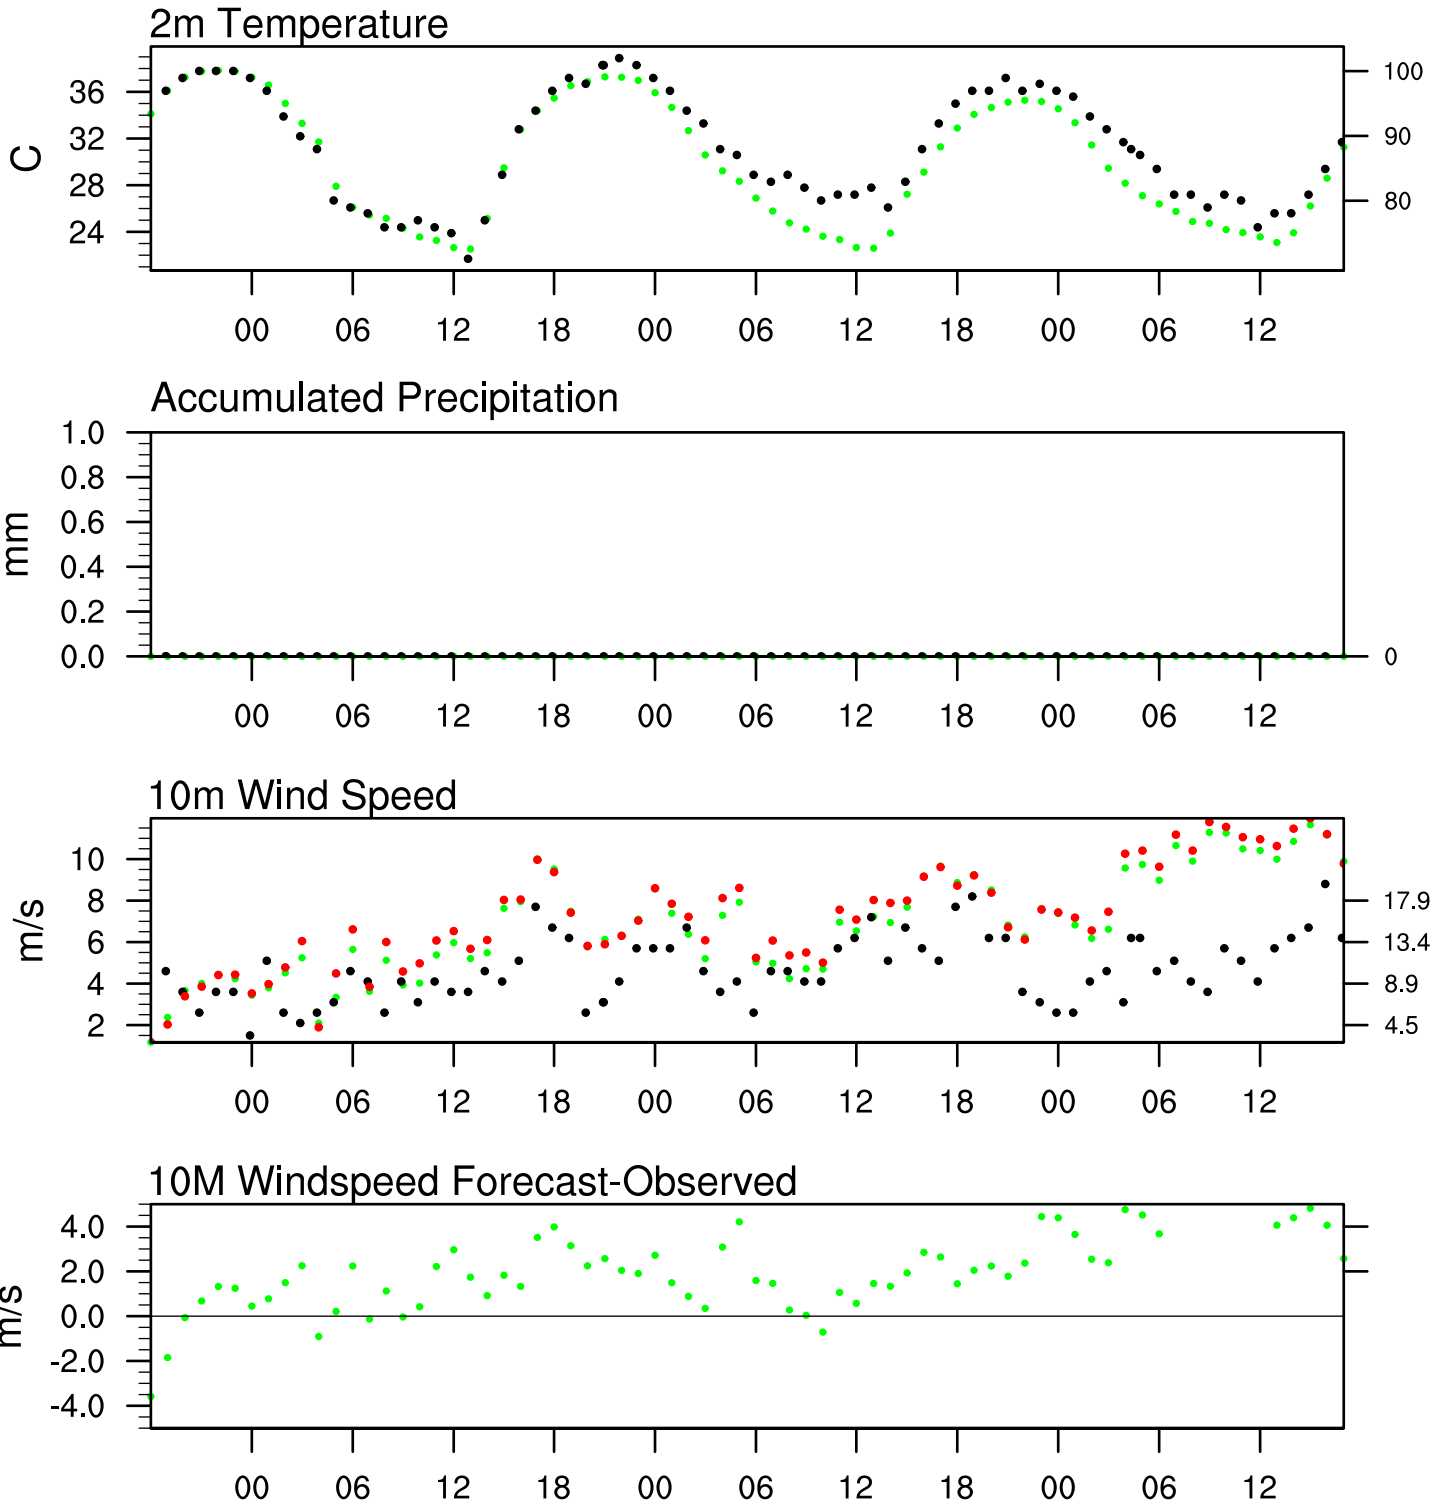 2m Temperature
36
32
28
24
C
100
90
80
00 06 12 18 00 06 12 18 00 06 12
Accumulated Precipitation
1.0
0.8
0.6
0.4
0.2
0.0
mm
0
00 06 12 18 00 06 12 18 00 06 12
10m Wind Speed
10
8
6
4
2
m/s
17.9
13.4
8.9
4.5
00 06 12 18 00 06 12 18 00 06 12
10M Windspeed Forecast-Observed
4.0
2.0
0.0
-2.0
-4.0
m/s
00 06 12 18 00 06 12 18 00 06 12